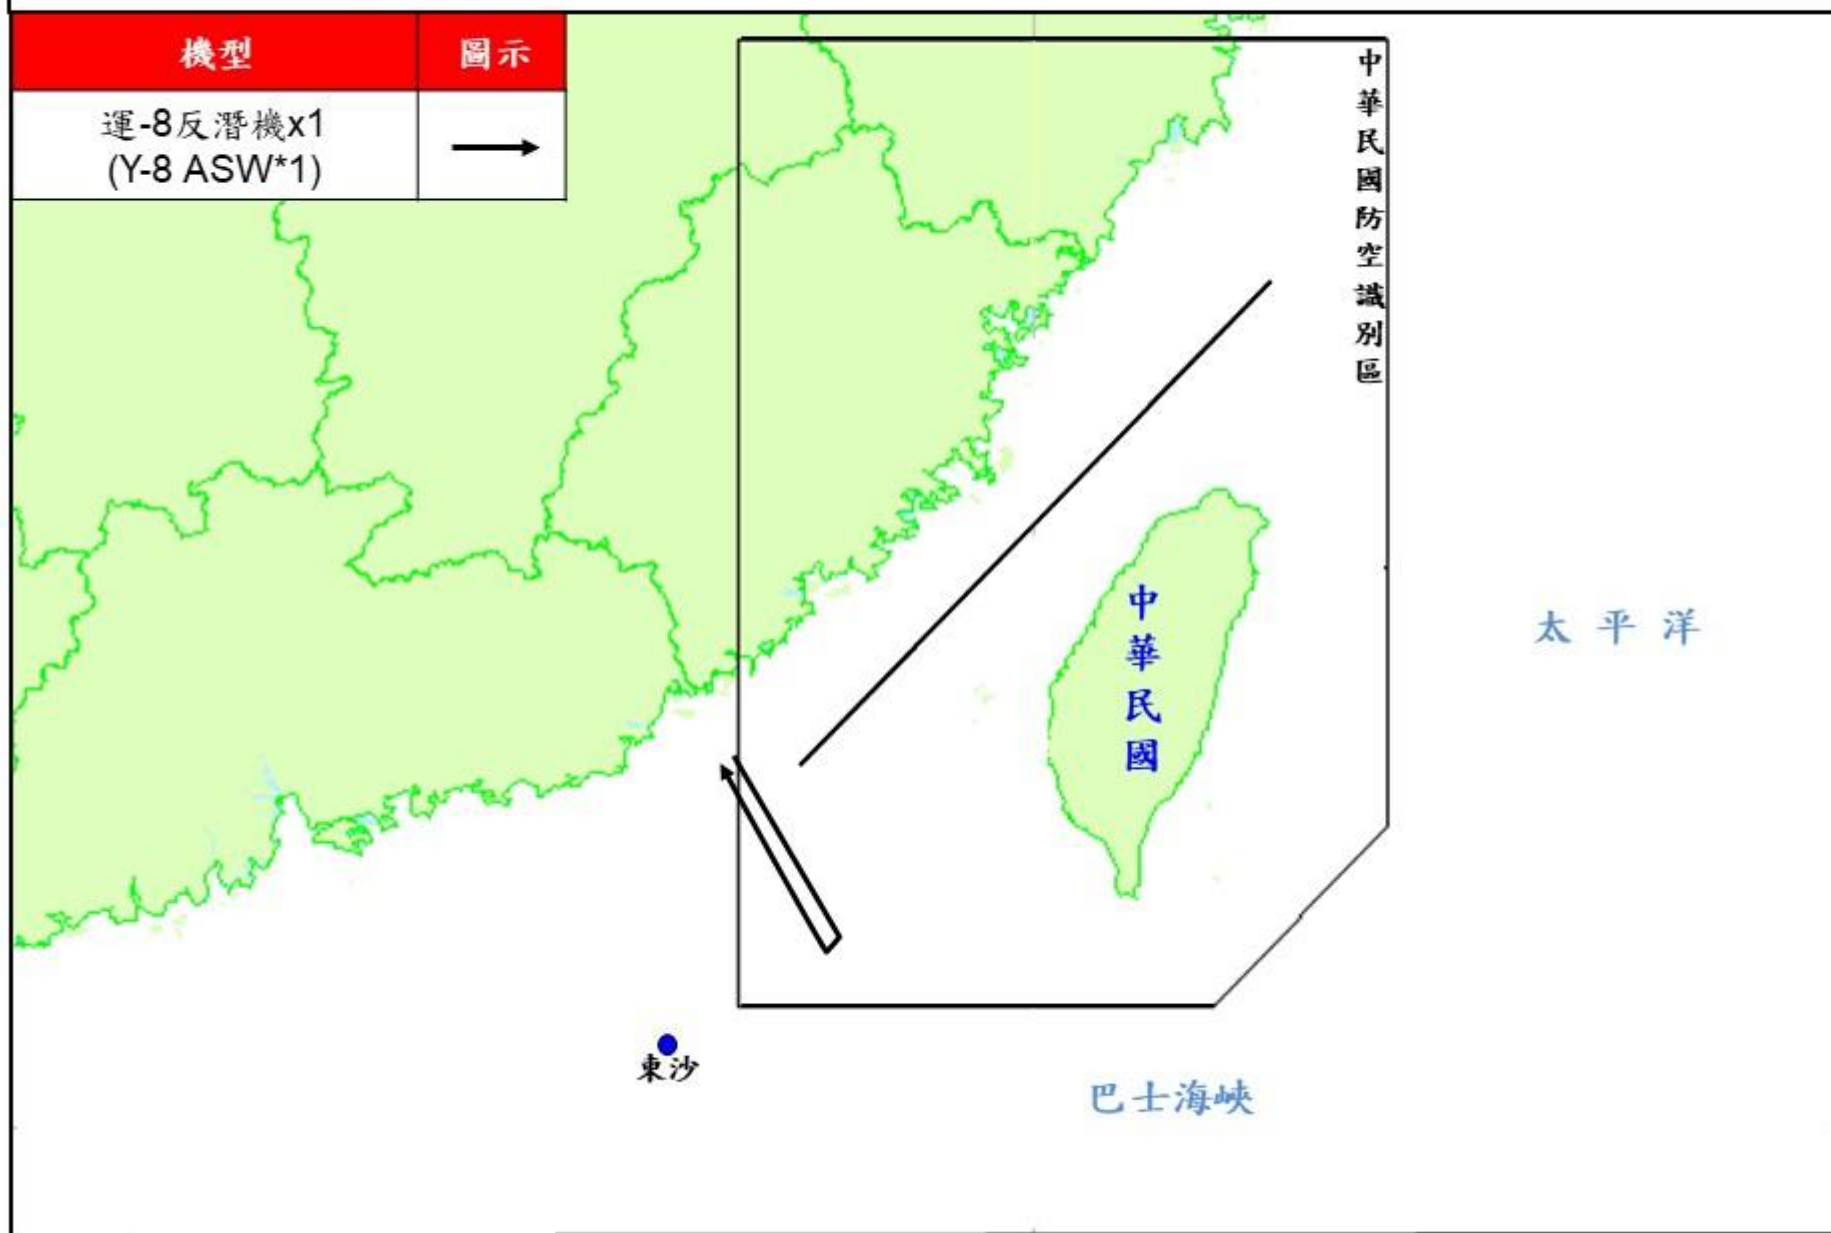 機型
圖示
運-8反潛機x1
(Y-8 ASW*1)
中華民國防空識別區
中華民國
太平洋
東沙
巴士海峽